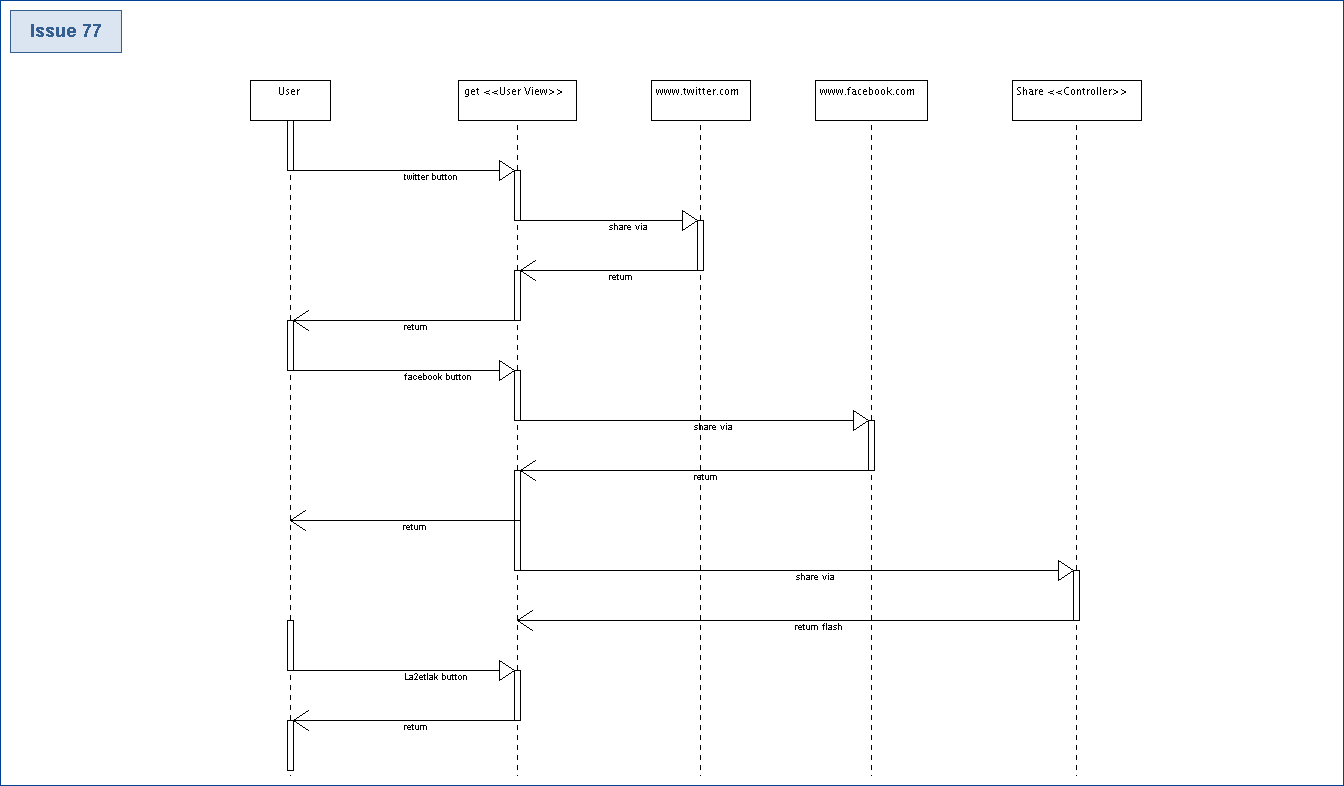 Issue 77
User
get <<User View>>
www.twitter.com
www.facebook.com
Share <<Controller>>
twitter button
share via
return
return
facebook button
share via
return
return
share via
return flash
La2etlak button
return